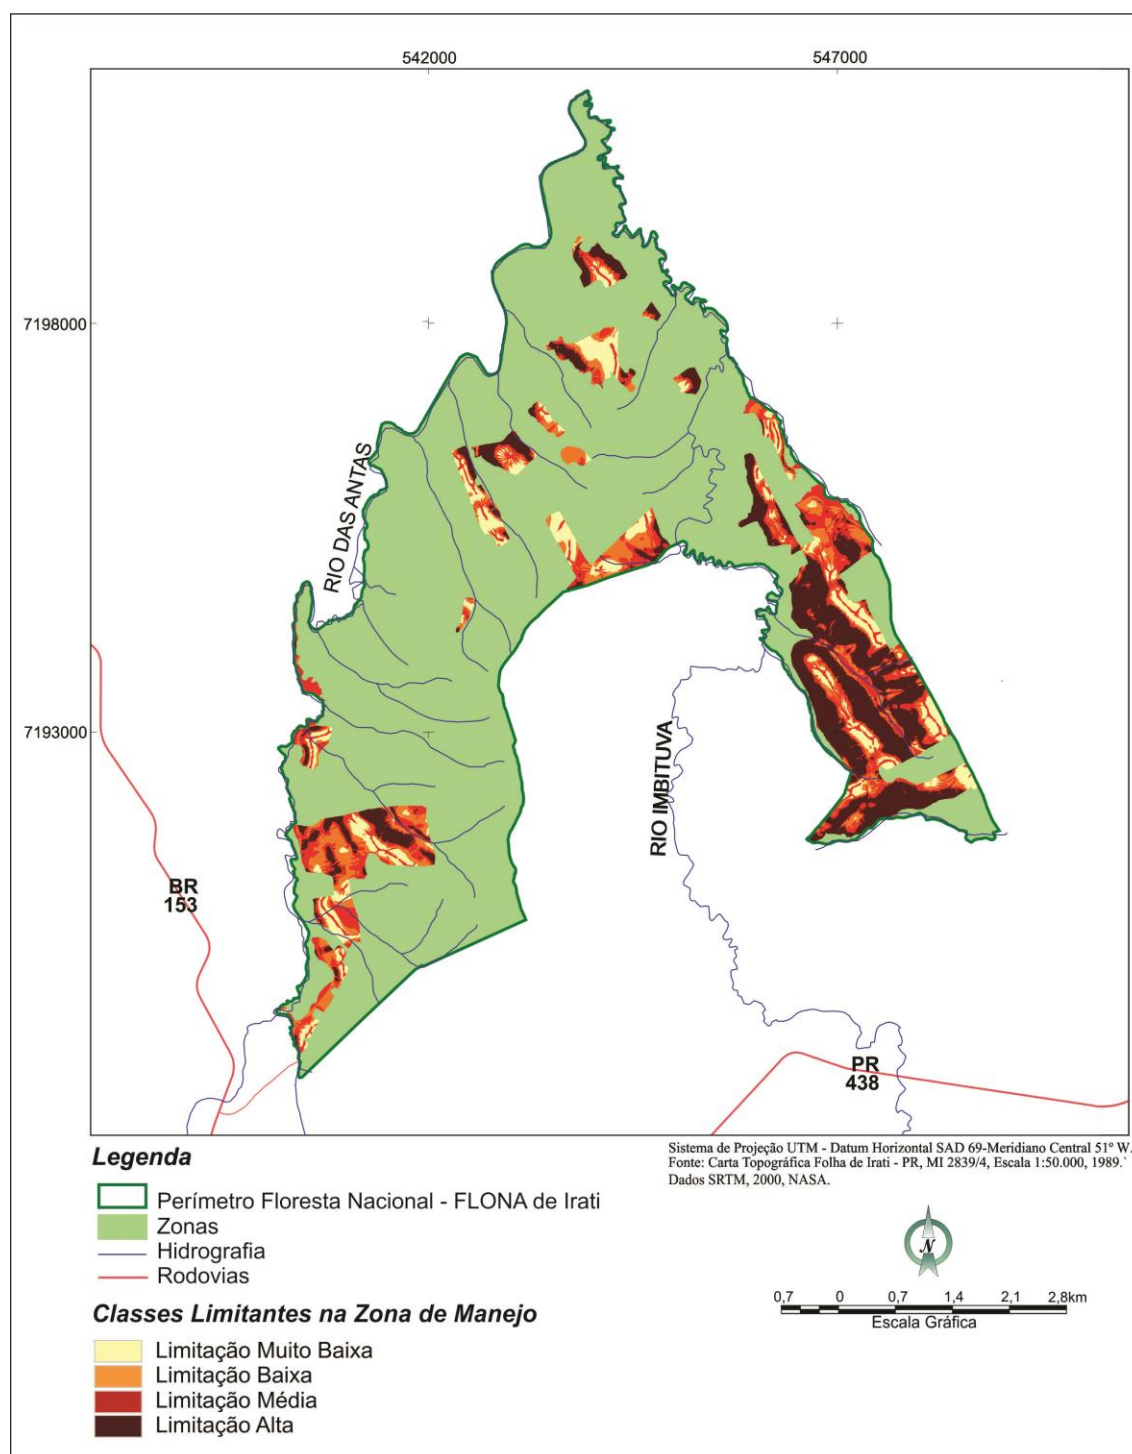 542000
547000
7198000
RIO DAS ANTAS
7193000
RIO IMBITUVA
BR
153
PR
438
Legenda
Perímetro Floresta Nacional - FLONA de Irati
Zonas
Hidrografia
Rodovias
Classes Limitantes na Zona de Manejo
Limitação Muito Baixa
Limitação Baixa
Limitação Média
Limitação Alta
Sistema de Projeção UTM - Datum Horizontal SAD 69-Meridiano Central 51º W.
Fonte: Carta Topográfica Folha de Irati - PR, MI 2839/4, Escala 1:50.000, 1989.`
Dados SRTM, 2000, NASA.
N
0,7 0 0,7 1,4 2,1 2,8km
Escala Gráfica